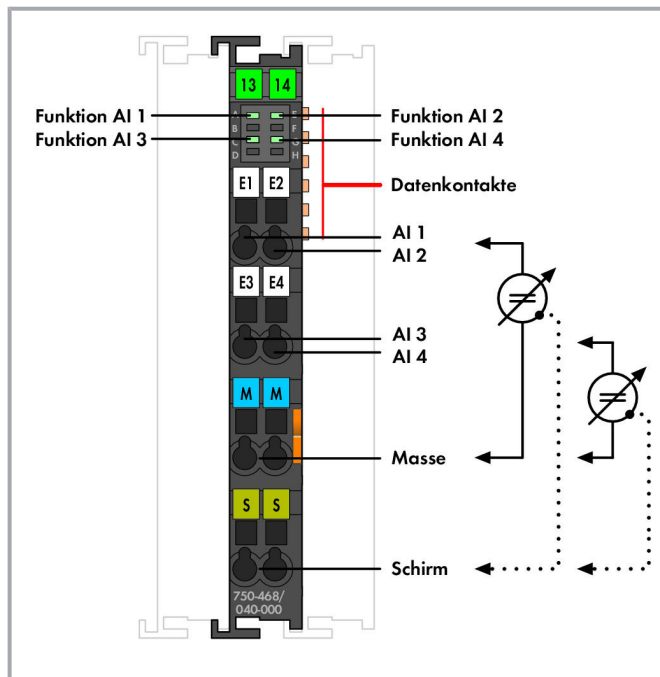 13 14
Funktion AI 1
Funktion AI 2
A E
B F
Funktion AI 3
Funktion AI 4
C G
D H
E1 E2
Datenkontakte
AI 1
AI 2
E3 E4
AI 3
AI 4
M M
Masse
S S
Schirm
750-468/
040-000